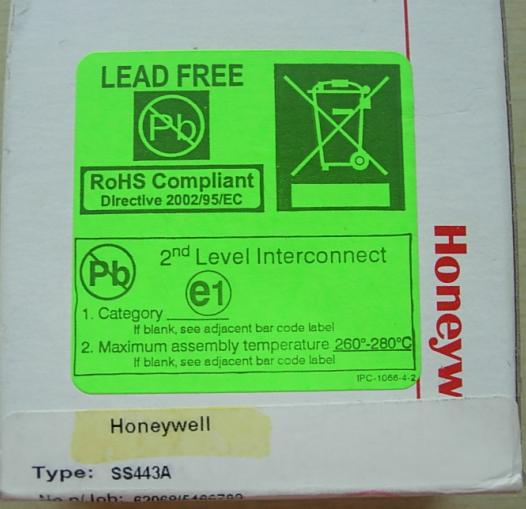 LEAD FREE
Pb
RoHS Compliant
Directive 2002/95/EC
Pb
2nd Level Interconnect
e1
1. Category
If blank, see adjacent bar code label
2. Maximum assembly temperature 260°-280°C
If blank, see adjacent bar code label
IPC-1066-4-2
Honeyw
Honeywell
Type: SS443A